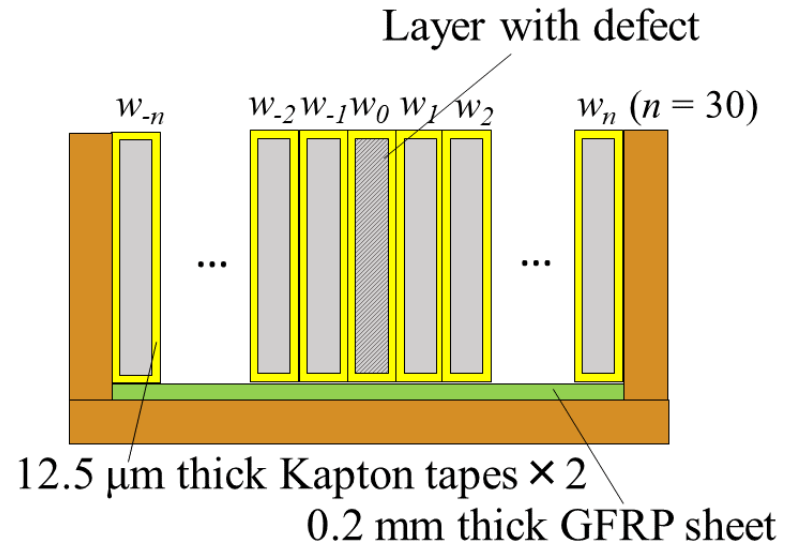 Layer with defect
w-n w-2 w-1 w0 w1 w2 wn (n = 30)
... ...
12.5 μm thick Kapton tapes × 2
0.2 mm thick GFRP sheet